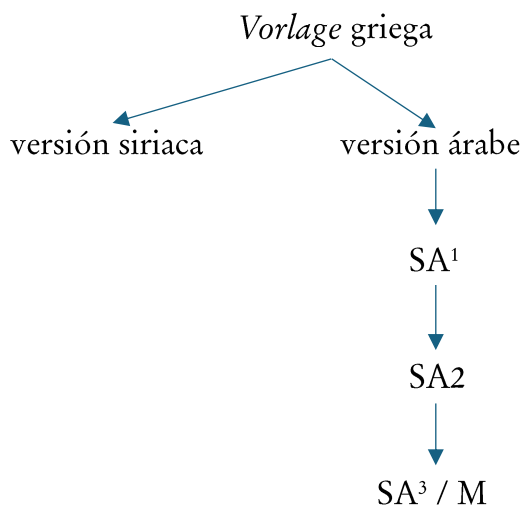 Vorlage griega
versión siriaca
versión árabe
SA¹
SA2
SA³ / M